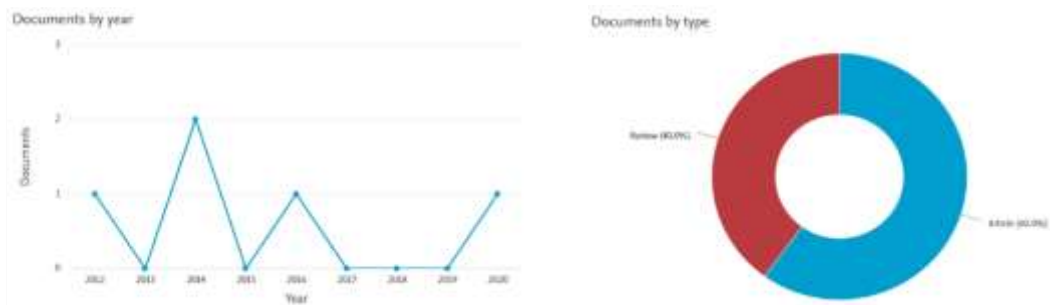 Documents by year
3
2
1
0
Documents
2012 2013 2014 2015 2016 2017 2018 2019 2020
Year
Documents by type
Review (40.0%)
Article (60.0%)